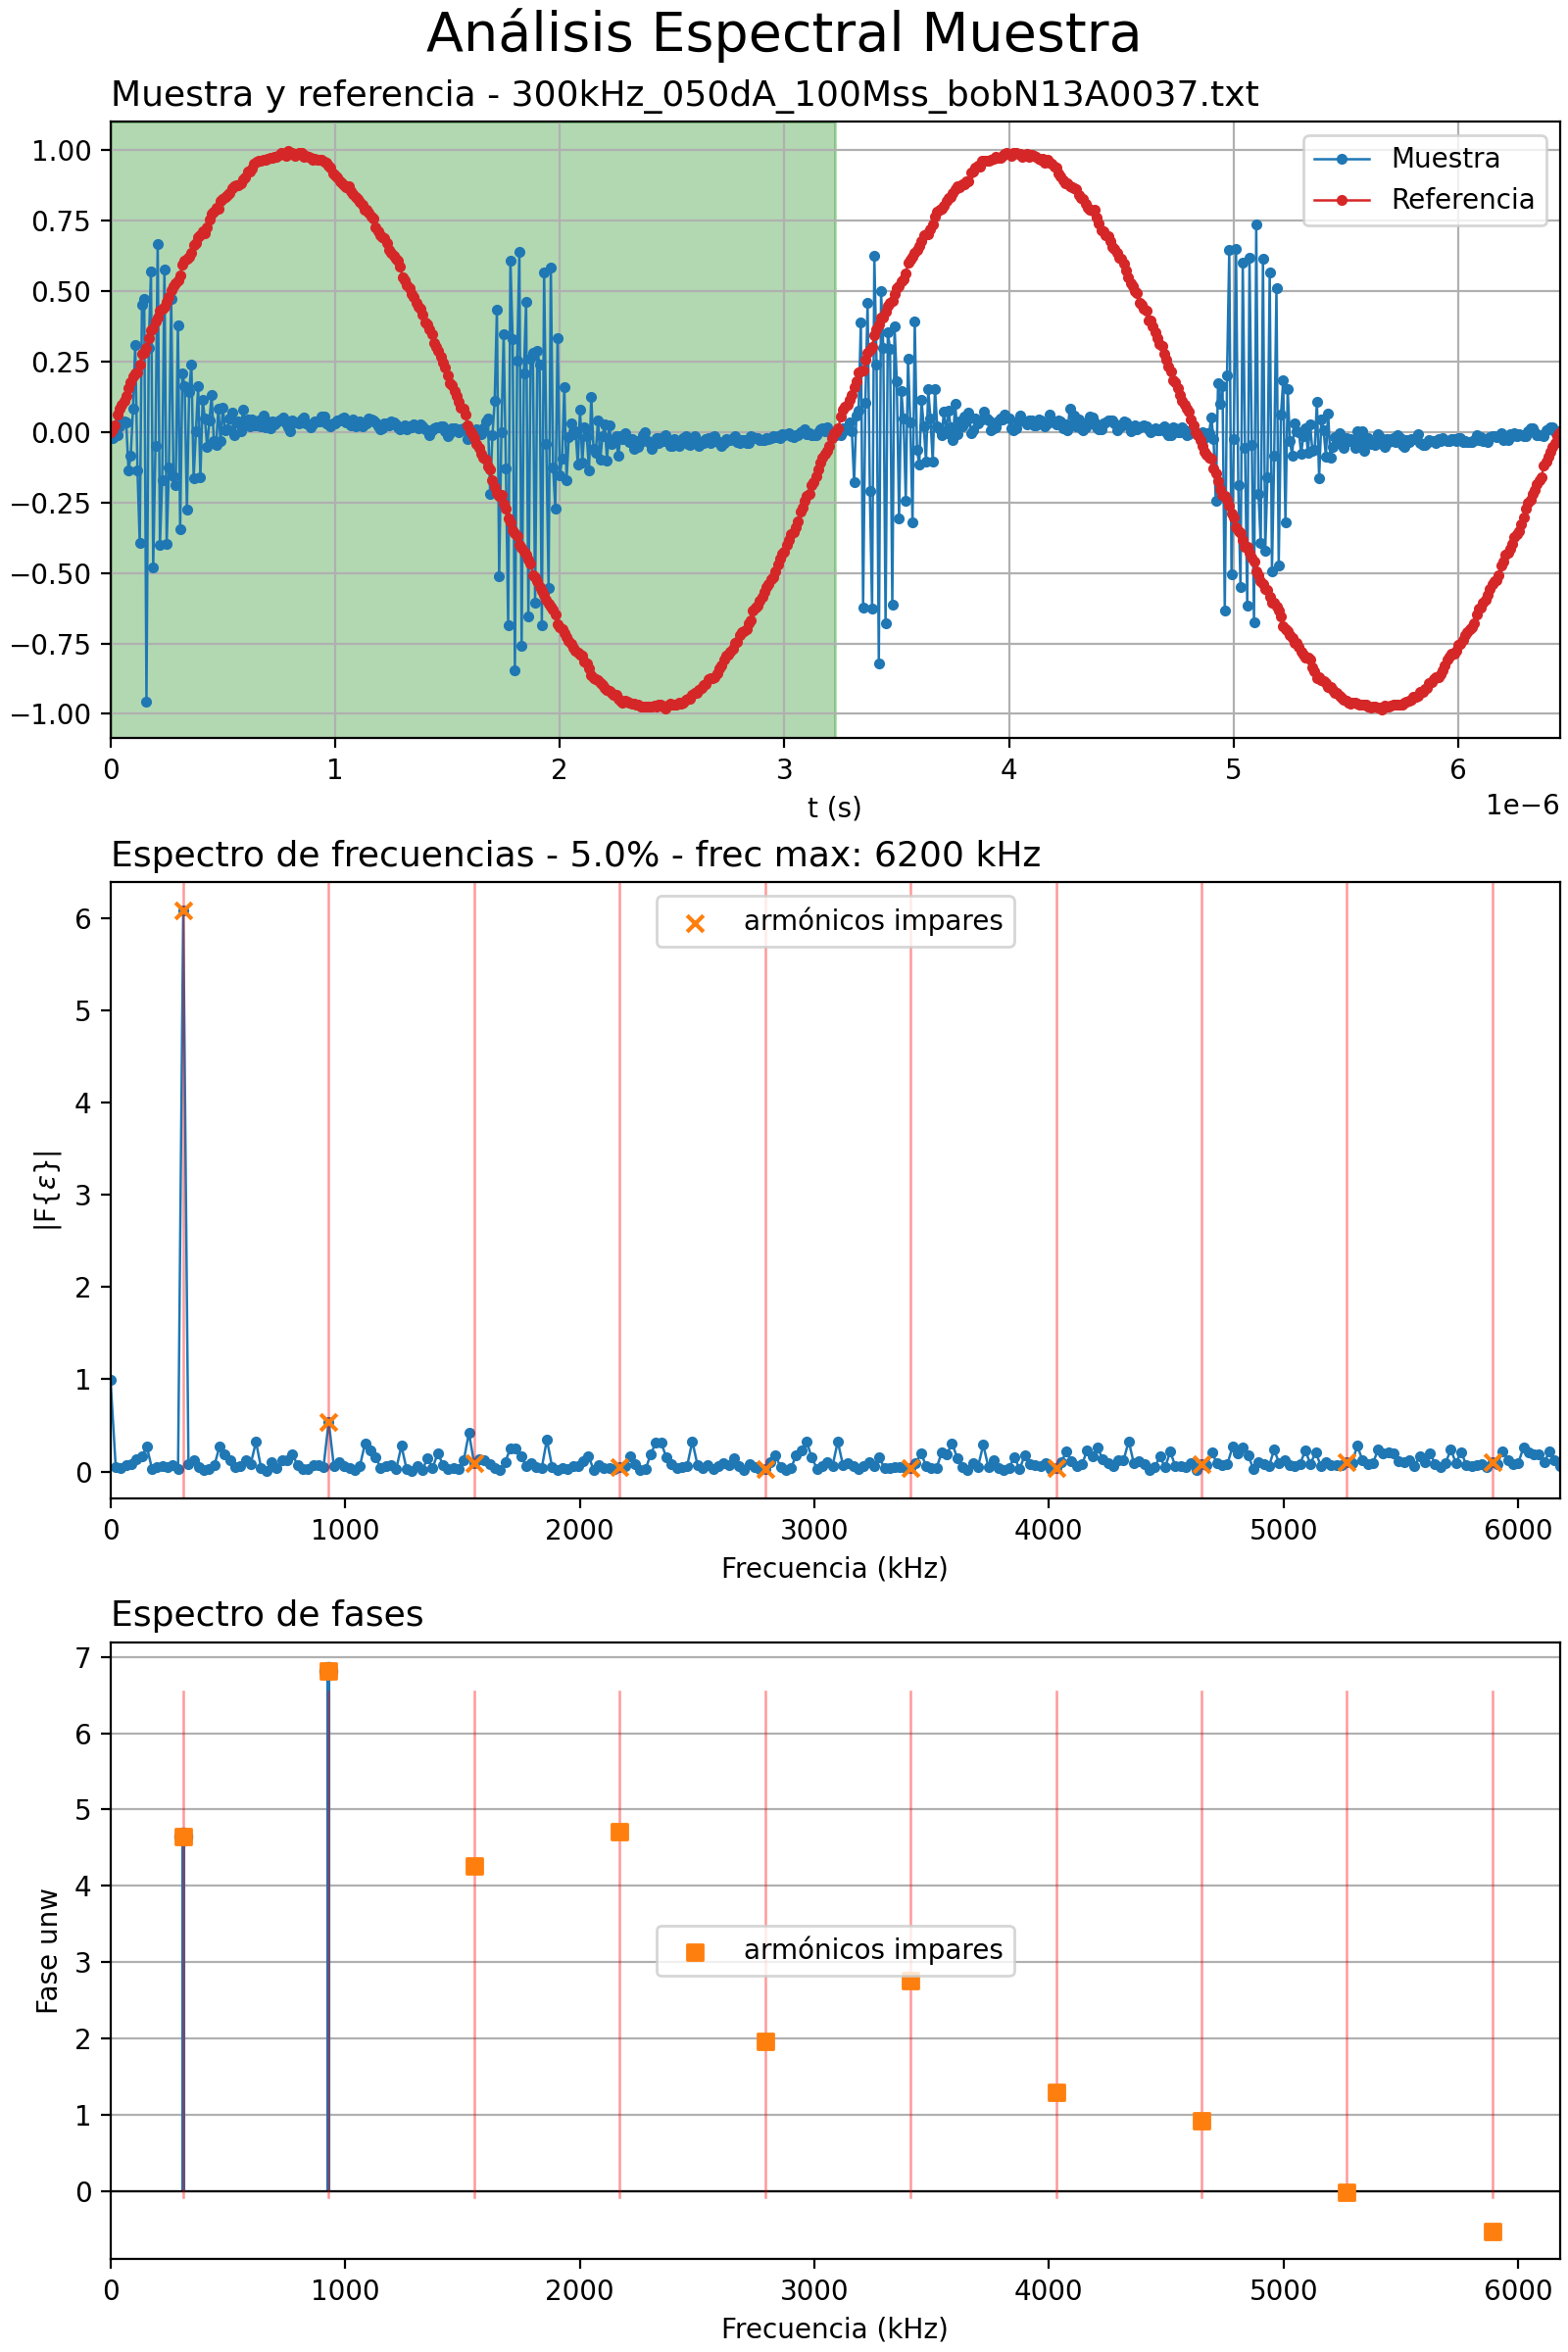 Análisis Espectral Muestra
Muestra y referencia - 300kHz_050dA_100Mss_bobN13A0037.txt
1.00
0.75
0.50
0.25
0.00
−0.25
−0.50
−0.75
−1.00
Muestra
Referencia
0 1 2 3 4 5 6
t (s)
1e−6
Espectro de frecuencias - 5.0% - frec max: 6200 kHz
6
5
4
3
2
1
0
|F{ε}|
armónicos impares
0 1000 2000 3000 4000 5000 6000
Frecuencia (kHz)
Espectro de fases
7
6
5
4
3
2
1
0
Fase unw
armónicos impares
0 1000 2000 3000 4000 5000 6000
Frecuencia (kHz)